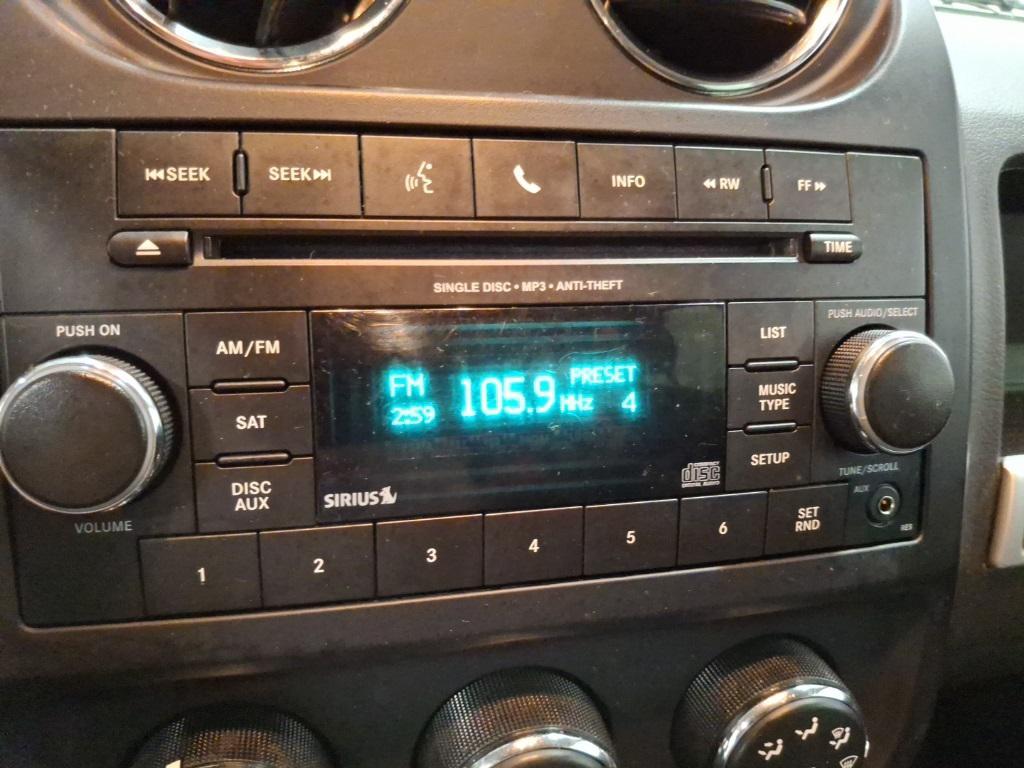 SEEK SEEK INFO RW FF
TIME
SINGLE DISC • MP3 • ANTI-THEFT
PUSH ON
AM/FM
SAT
DISC
AUX
VOLUME
FM 105.9 MHz PRESET
2:59 4
SIRIUS
disc
DIGITAL AUDIO
LIST
MUSIC
TYPE
SETUP
PUSH AUDIO/SELECT
TUNE/SCROLL
AUX
1 2 3 4 5 6
SET
RND